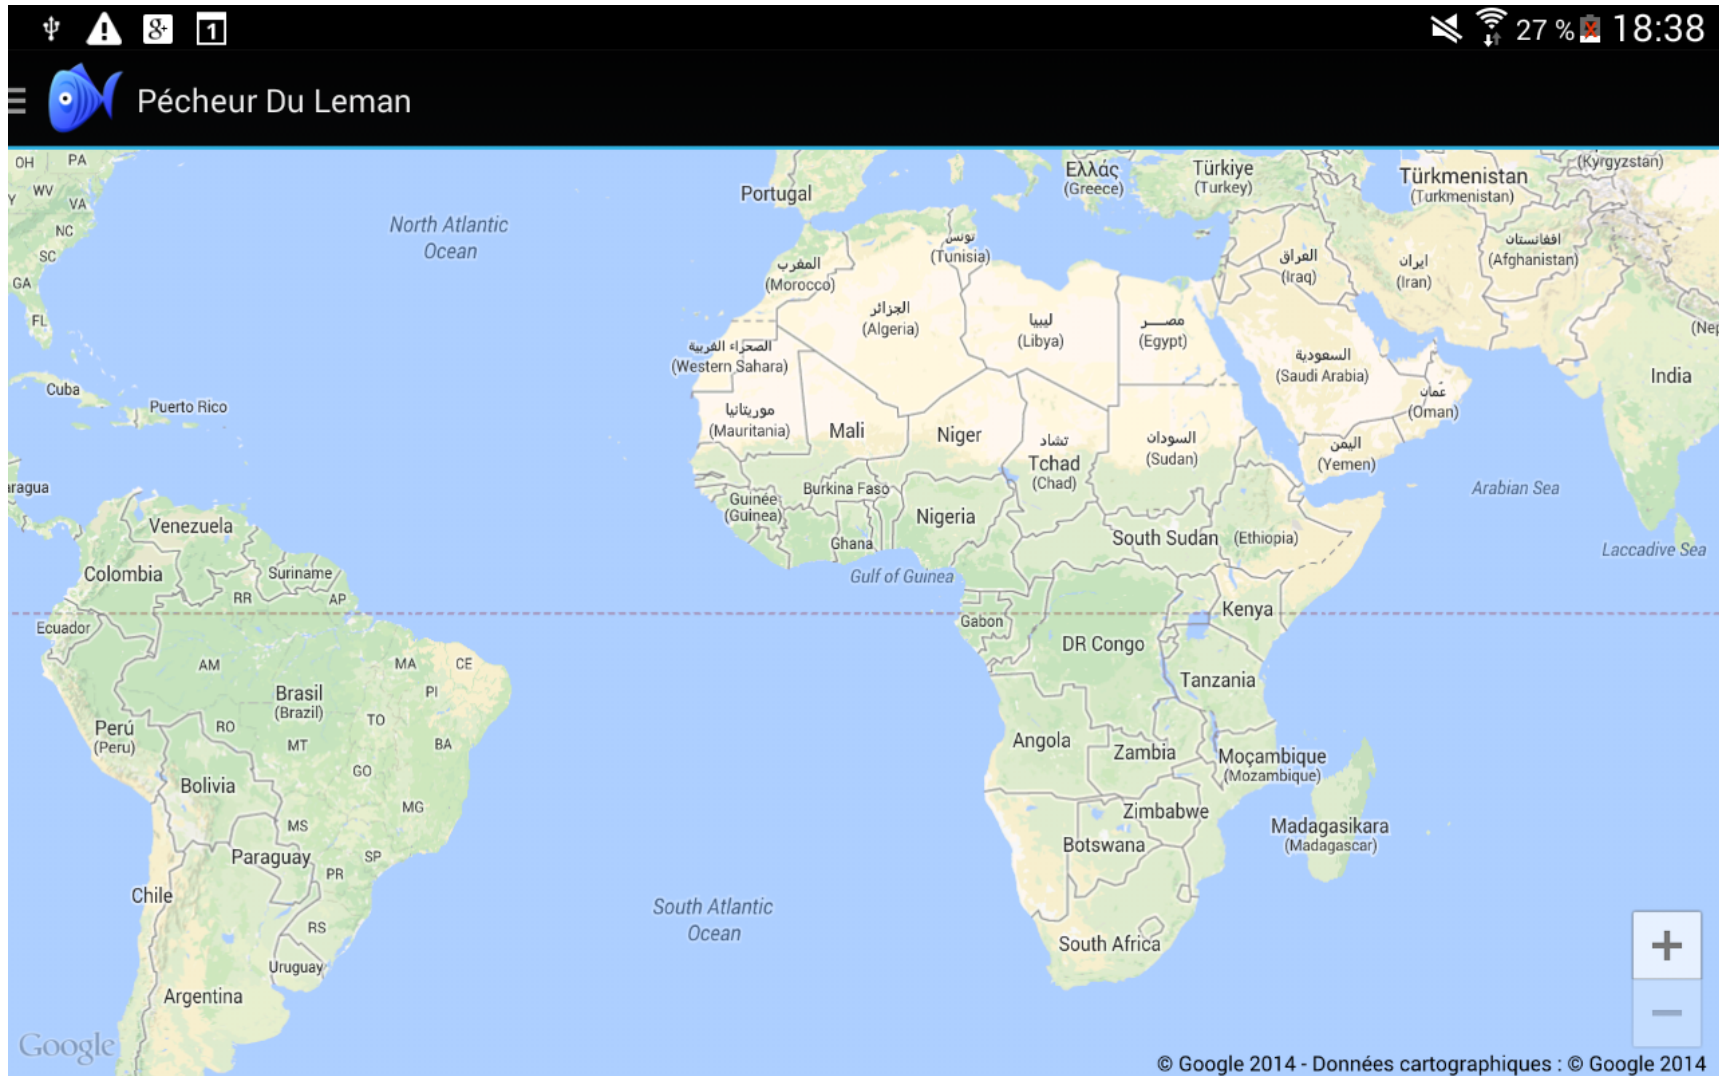 1
27 %
18:38
Pécheur Du Leman
OH
PA
WV
VA
NC
SC
GA
FL
North Atlantic
Ocean
Portugal
Ελλάς
(Greece)
Türkiye
(Turkey)
Türkmenistan
(Turkmenistan)
(Kyrgyzstan)
المغرب
(Morocco)
تونس
(Tunisia)
الجزائر
(Algeria)
ليبيا
(Libya)
مصر
(Egypt)
العراق
(Iraq)
ايران
(Iran)
افغانستان
(Afghanistan)
(Nep
الصحراء الغربية
(Western Sahara)
السعودية
(Saudi Arabia)
India
عُمان
(Oman)
Cuba
Puerto Rico
موريتانيا
(Mauritania)
Mali
Niger
تشاد
Tchad
(Chad)
السودان
(Sudan)
اليمن
(Yemen)
aragua
Guinée
(Guinea)
Burkina Faso
Nigeria
Ghana
South Sudan
(Ethiopia)
Arabian Sea
Laccadive Sea
Venezuela
Colombia
Suriname
RR
AP
Gulf of Guinea
Ecuador
Gabon
Kenya
DR Congo
Tanzania
AM
MA
CE
PI
Brasil
(Brazil)
TO
Perú
(Peru)
RO
MT
BA
GO
Bolivia
MG
MS
Angola
Zambia
Moçambique
(Mozambique)
Zimbabwe
Madagasikara
(Madagascar)
Botswana
Paraguay
SP
PR
Chile
RS
South Atlantic
Ocean
South Africa
Uruguay
Argentina
+
−
Google
© Google 2014 - Données cartographiques : © Google 2014